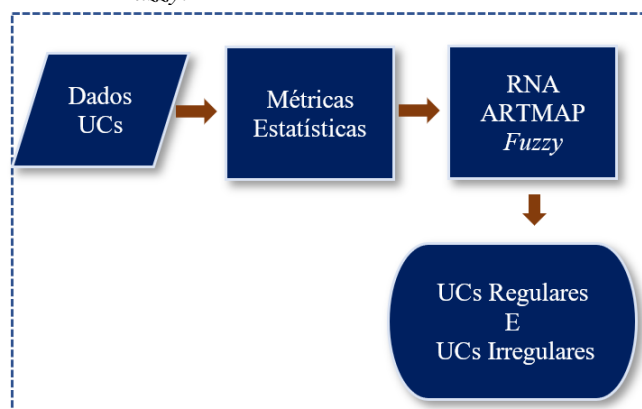 Dados
UCs
Métricas
Estatísticas
RNA
ARTMAP
Fuzzy
UCs Regulares
E
UCs Irregulares